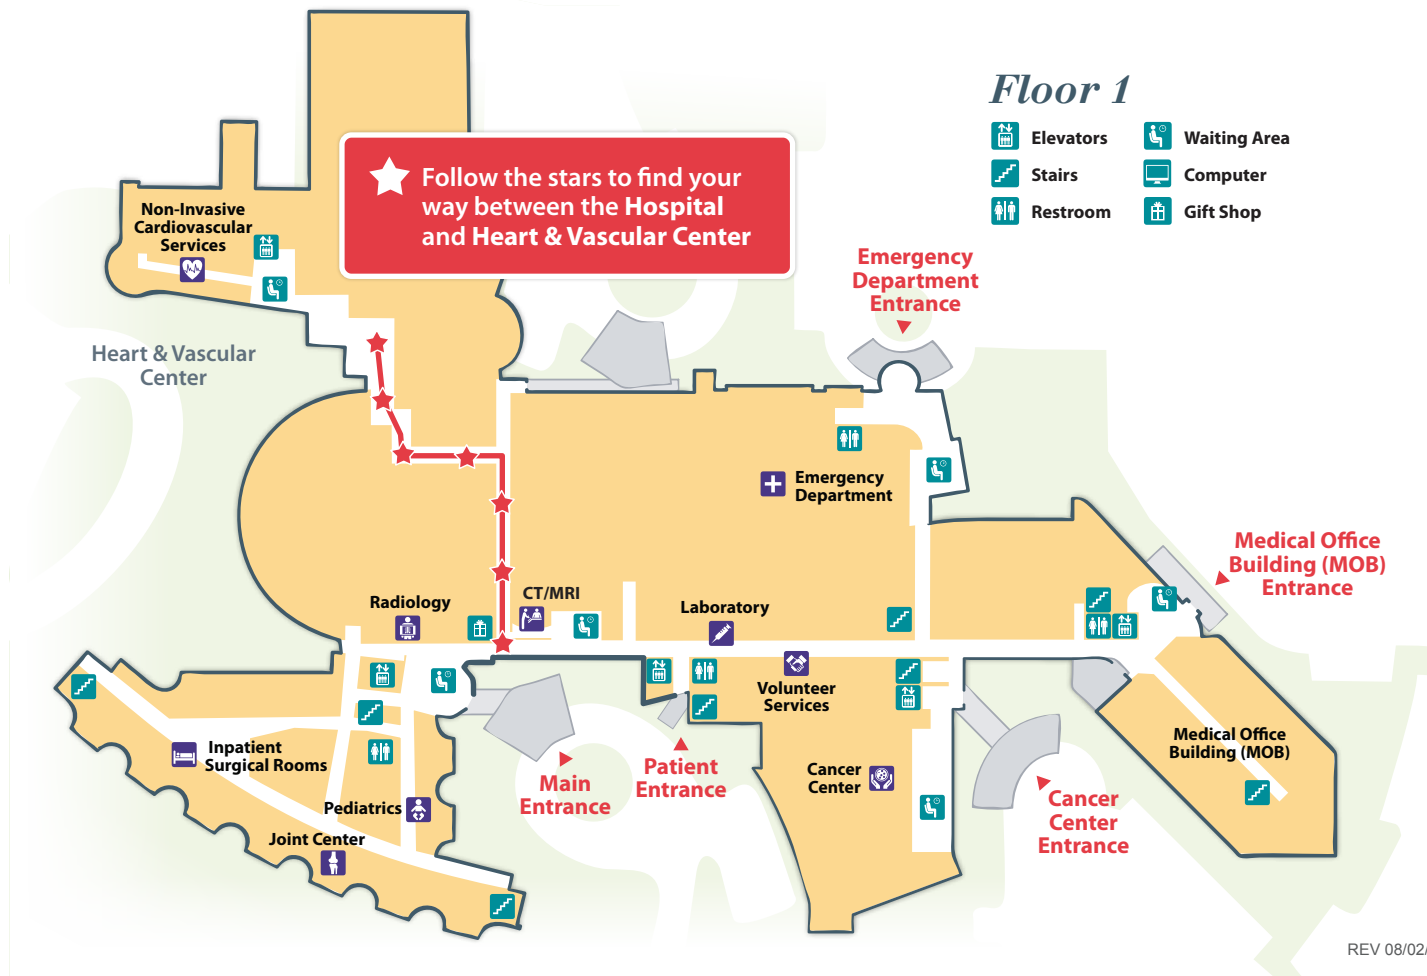 Floor 1
Elevators
Waiting Area
Stairs
Computer
Restroom
Gift Shop
Follow the stars to find your
way between the Hospital
and Heart & Vascular Center
Non-Invasive
Cardiovascular
Services
Emergency
Department
Entrance
Heart & Vascular
Center
Emergency
Department
Medical Office
Building (MOB)
Entrance
CT/MRI
Radiology
Laboratory
Volunteer
Services
Inpatient
Surgical Rooms
Pediatrics
Joint Center
Main
Entrance
Patient
Entrance
Cancer
Center
Cancer
Center
Entrance
Medical Office
Building (MOB)
REV 08/02/